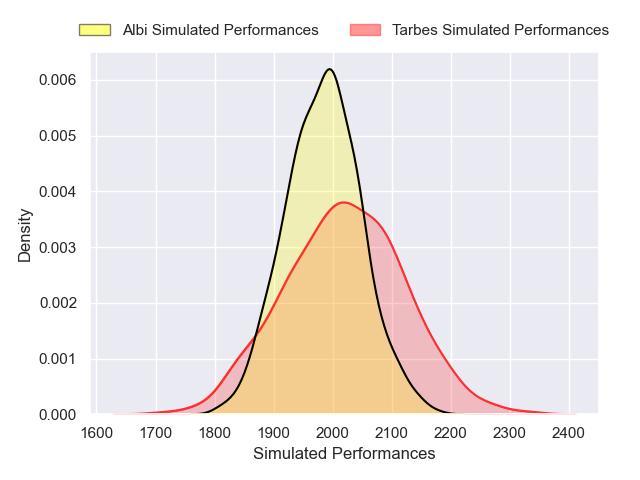 Albi Simulated Performances Tarbes Simulated Performances
0.006
0.005
0.004
0.003
0.002
0.001
0.000
Density
1600 1700 1800 1900 2000 2100 2200 2300 2400
Simulated Performances